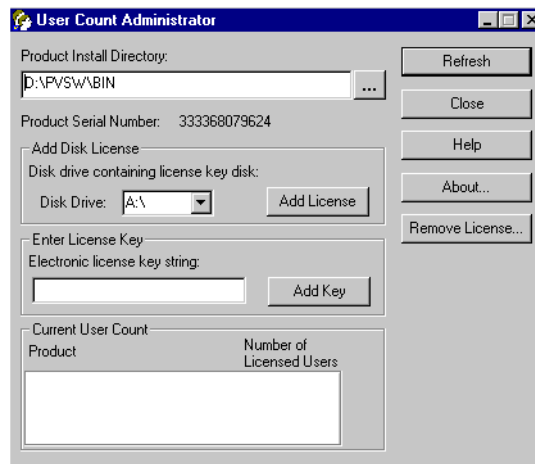 User Count Administrator
Product Install Directory:
D:\PVSW\BIN
...
Product Serial Number: 333368079624
Add Disk License
Disk drive containing license key disk:
Disk Drive: A:\
Add License
Enter License Key
Electronic license key string:
Add Key
Current User Count
Product
Number of
Licensed Users
Refresh
Close
Help
About...
Remove License...